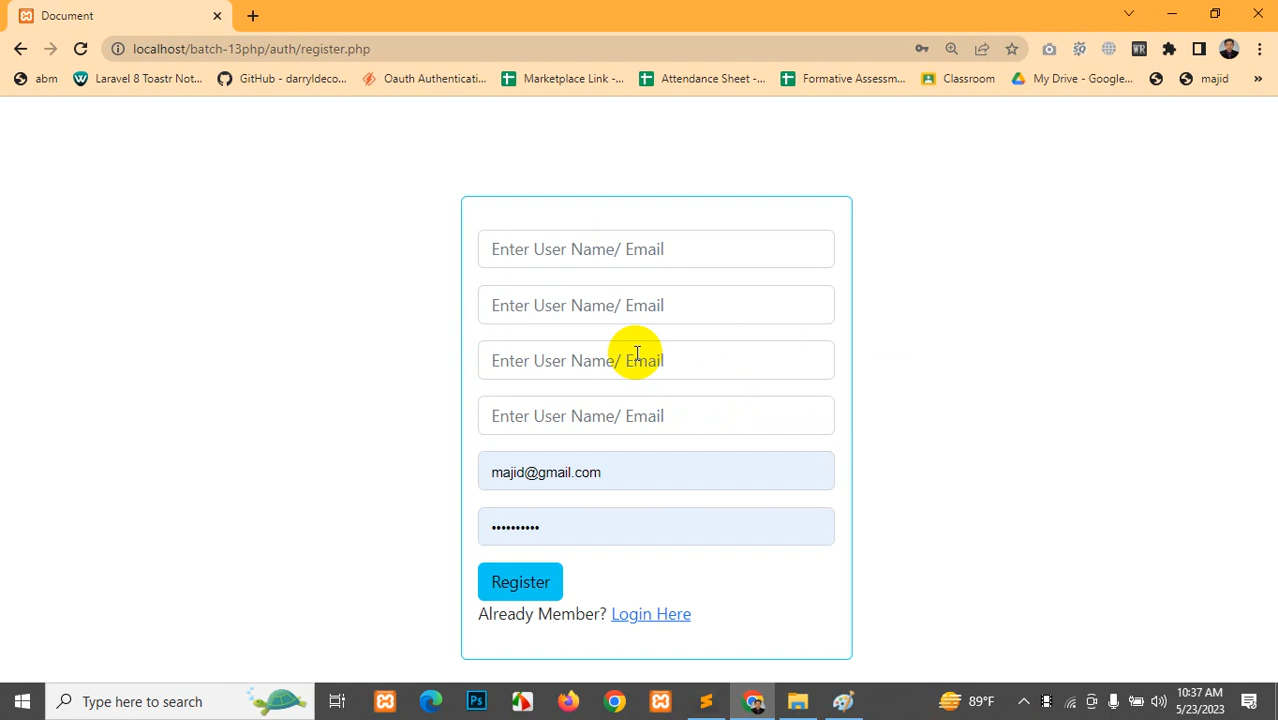 Document
localhost/batch-13php/auth/register.php
abm
Laravel 8 Toastr Not...
GitHub - darryldeco...
Oauth Authenticati...
Marketplace Link -...
Attendance Sheet -...
Formative Assessm...
Classroom
My Drive - Google...
majid
»
Enter User Name/ Email
Enter User Name/ Email
Enter User Name/ Email
Enter User Name/ Email
majid@gmail.com
••••••••••
Register
Already Member? Login Here
Type here to search
89°F
10:37 AM
5/23/2023